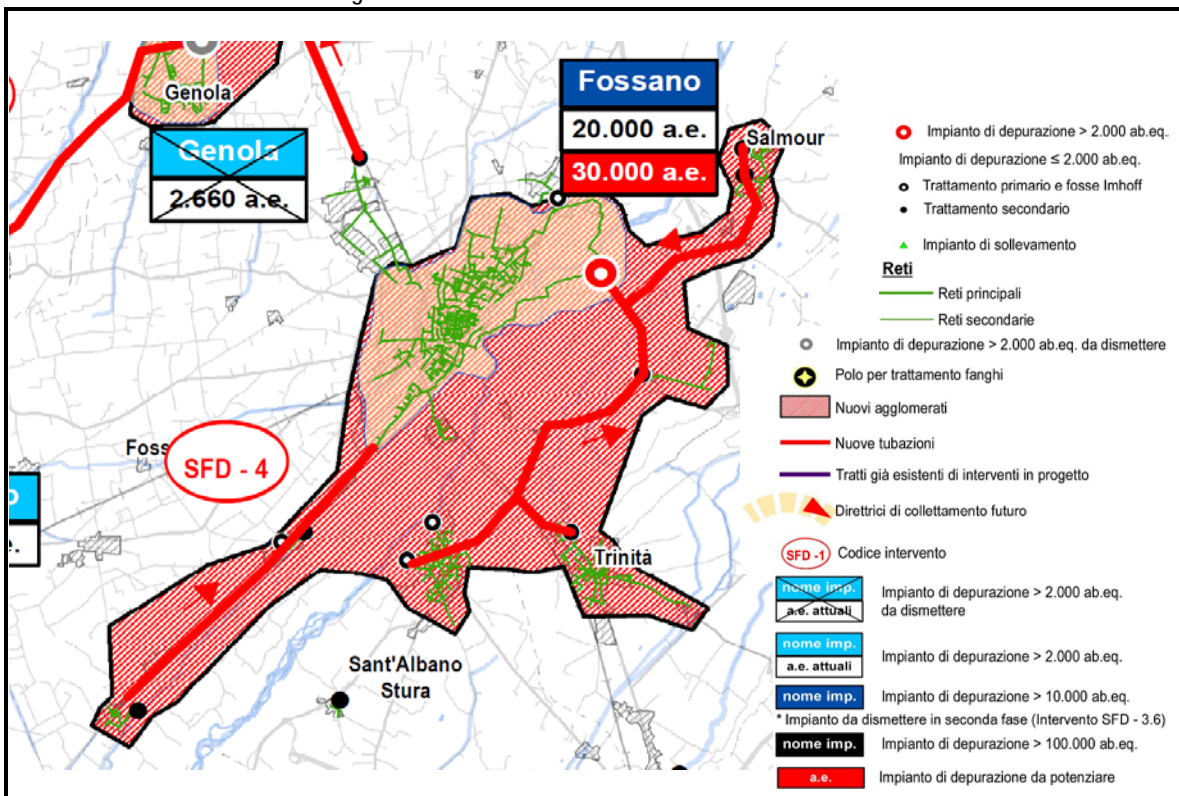 Genola
Genola
2.660 a.e.
Fossano
20.000 a.e.
30.000 a.e.
Salmour
Foss
SFD - 4
Trinità
Sant'Albano
Stura
Impianto di depurazione > 2.000 ab.eq.
Impianto di depurazione ≤ 2.000 ab.eq.
Trattamento primario e fosse Imhoff
Trattamento secondario
Impianto di sollevamento
Reti
Reti principali
Reti secondarie
Impianto di depurazione > 2.000 ab.eq. da dismettere
Polo per trattamento fanghi
Nuovi agglomerati
Nuove tubazioni
Tratti già esistenti di interventi in progetto
Direttrici di collettamento futuro
SFD -1 Codice intervento
nome imp.
a.e. attuali
Impianto di depurazione > 2.000 ab.eq.
da dismettere
nome imp.
a.e. attuali
Impianto di depurazione > 2.000 ab.eq.
nome imp. Impianto di depurazione > 10.000 ab.eq.
* Impianto da dismettere in seconda fase (Intervento SFD - 3.6)
nome imp. Impianto di depurazione > 100.000 ab.eq.
a.e. Impianto di depurazione da potenziare